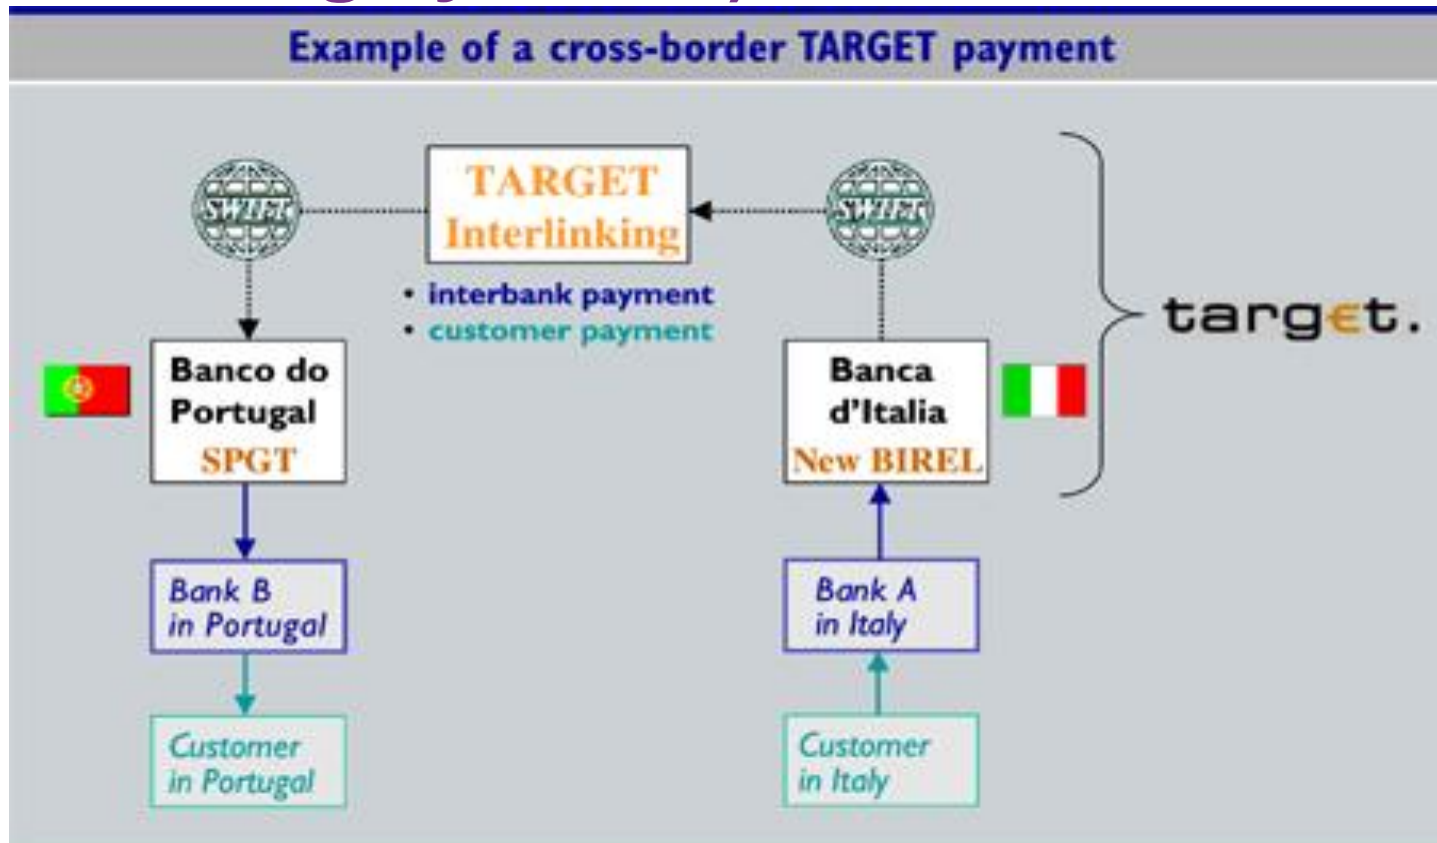 Example of a cross-border TARGET payment
SWIFT
TARGET
Interlinking
SWIFT
• interbank payment
• customer payment
target.
Banco do
Portugal
SPGT
Banca
d'Italia
New BIREL
Bank B
in Portugal
Bank A
in Italy
Customer
in Portugal
Customer
in Italy